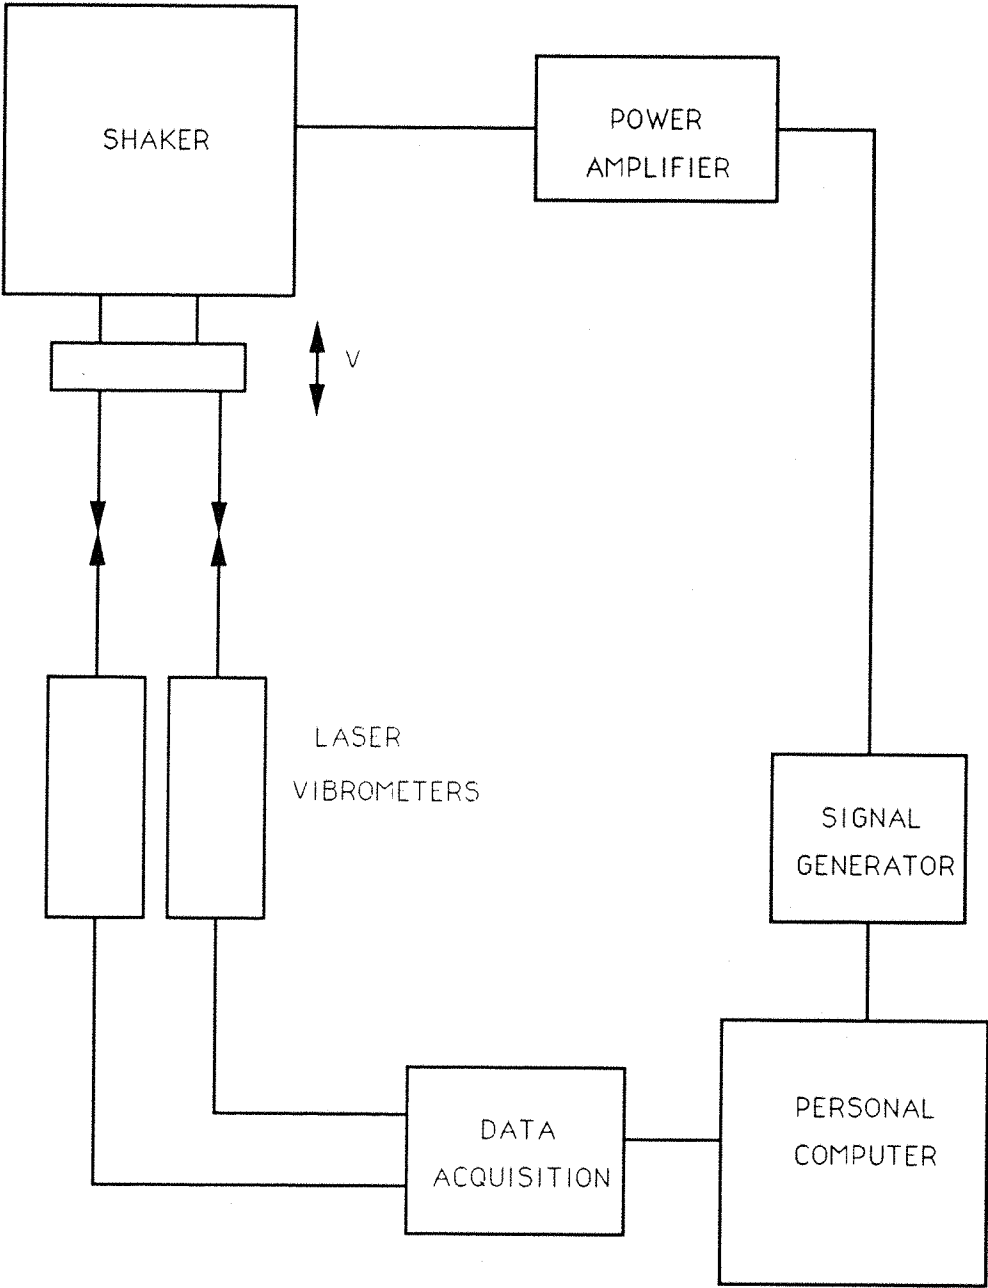 SHAKER
POWER
AMPLIFIER
V
LASER
VIBROMETERS
SIGNAL
GENERATOR
DATA
ACQUISITION
PERSONAL
COMPUTER